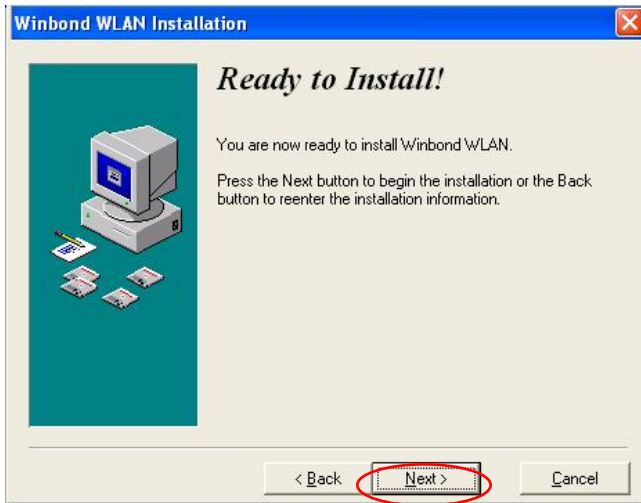 Winbond WLAN Installation
Ready to Install!
You are now ready to install Winbond WLAN.
Press the Next button to begin the installation or the Back
button to reenter the installation information.
< Back
Next >
Cancel